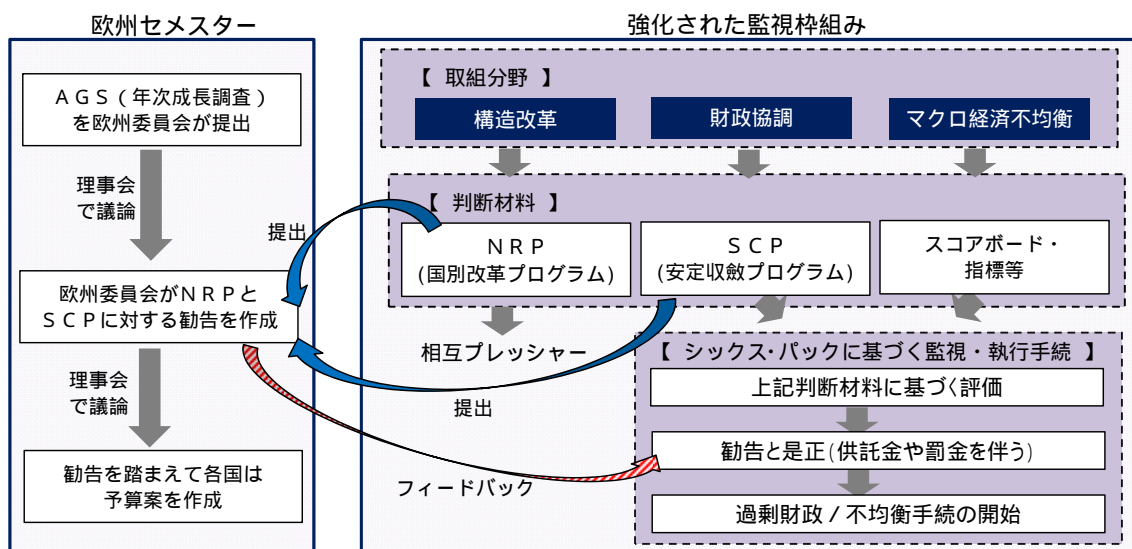 欧州セメスター
AGS(年次成長調査)
を欧州委員会が提出
理事会
で議論
欧州委員会がNRPと
SCPに対する勧告を作成
理事会
で議論
勧告を踏まえて各国は
予算案を作成
強化された監視枠組み
【 取組分野 】
構造改革
財政協調
マクロ経済不均衡
【 判断材料 】
NRP
(国別改革プログラム)
SCP
(安定収斂プログラム)
スコアボード・
指標等
提出
相互プレッシャー
提出
フィードバック
【 シックス・パックに基づく監視・執行手続 】
上記判断材料に基づく評価
勧告と是正(供託金や罰金を伴う)
過剰財政/不均衡手続の開始